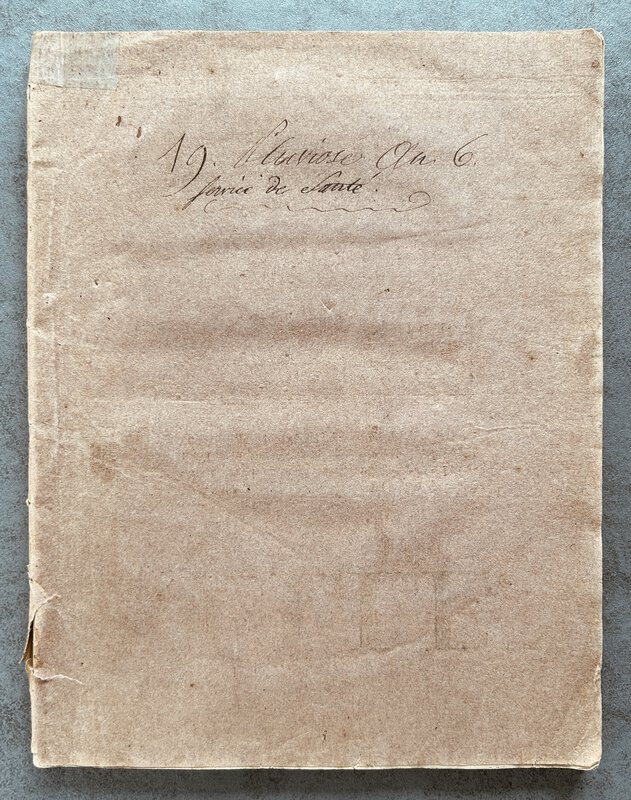 19. Pluviose An 6.
service de Santé.